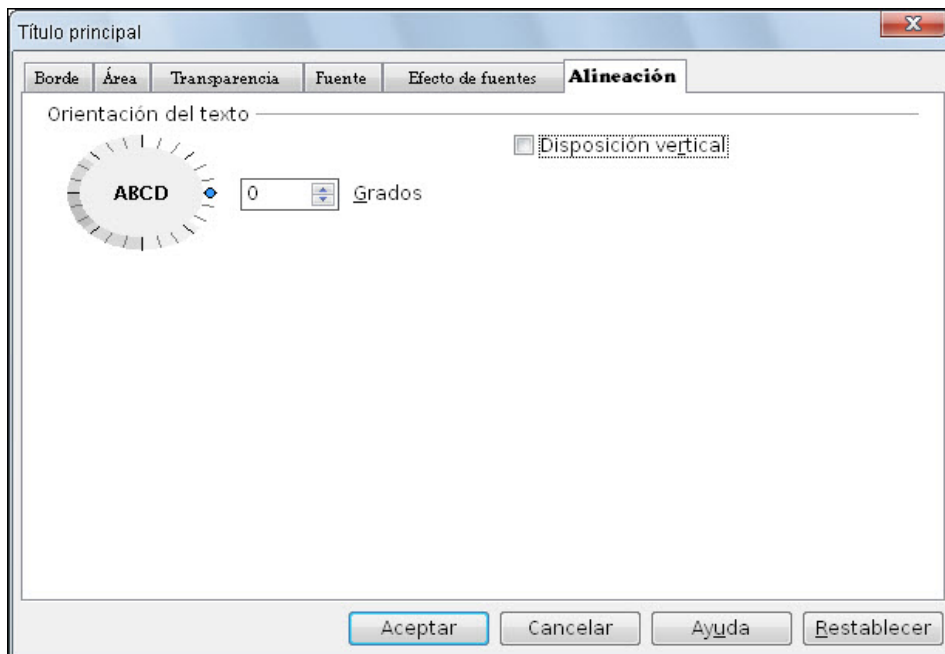 Título principal
Borde Área Transparencia Fuente Efecto de fuentes Alineación
Orientación del texto
Disposición vertical
ABCD 0 Grados
Aceptar Cancelar Ayuda Restablecer